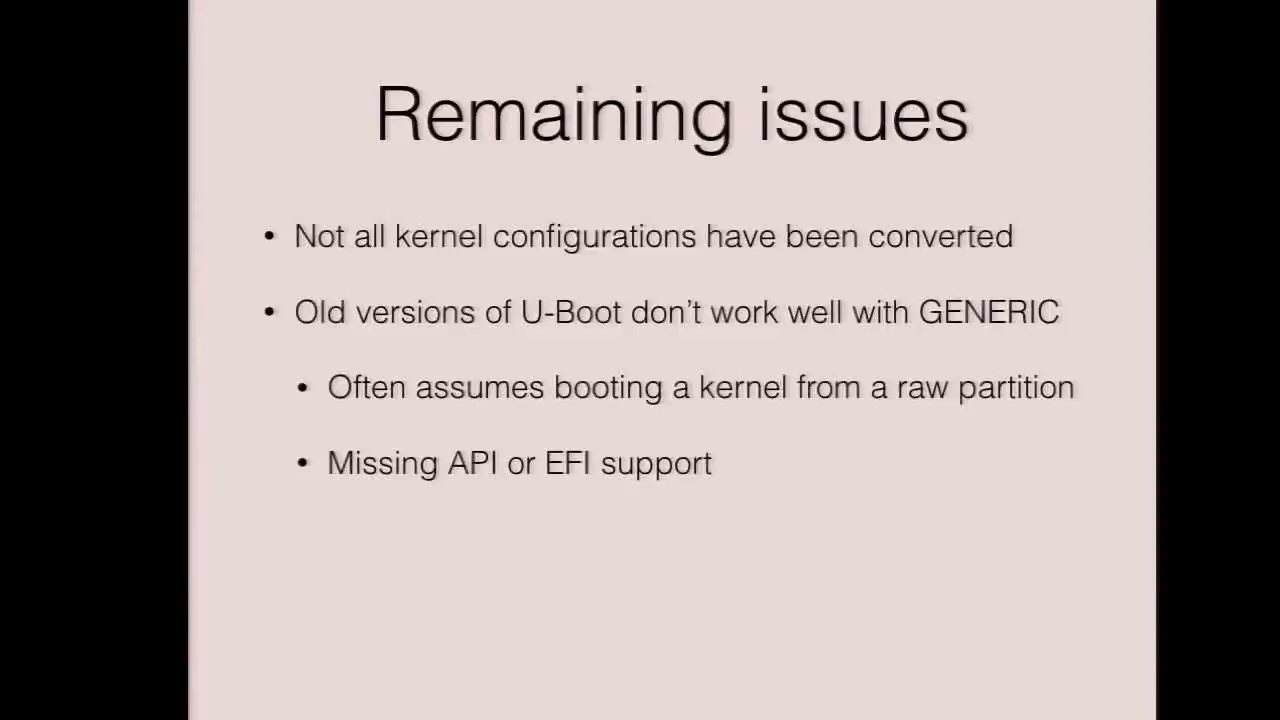 Remaining issues
• Not all kernel configurations have been converted
• Old versions of U-Boot don’t work well with GENERIC
• Often assumes booting a kernel from a raw partition
• Missing API or EFI support